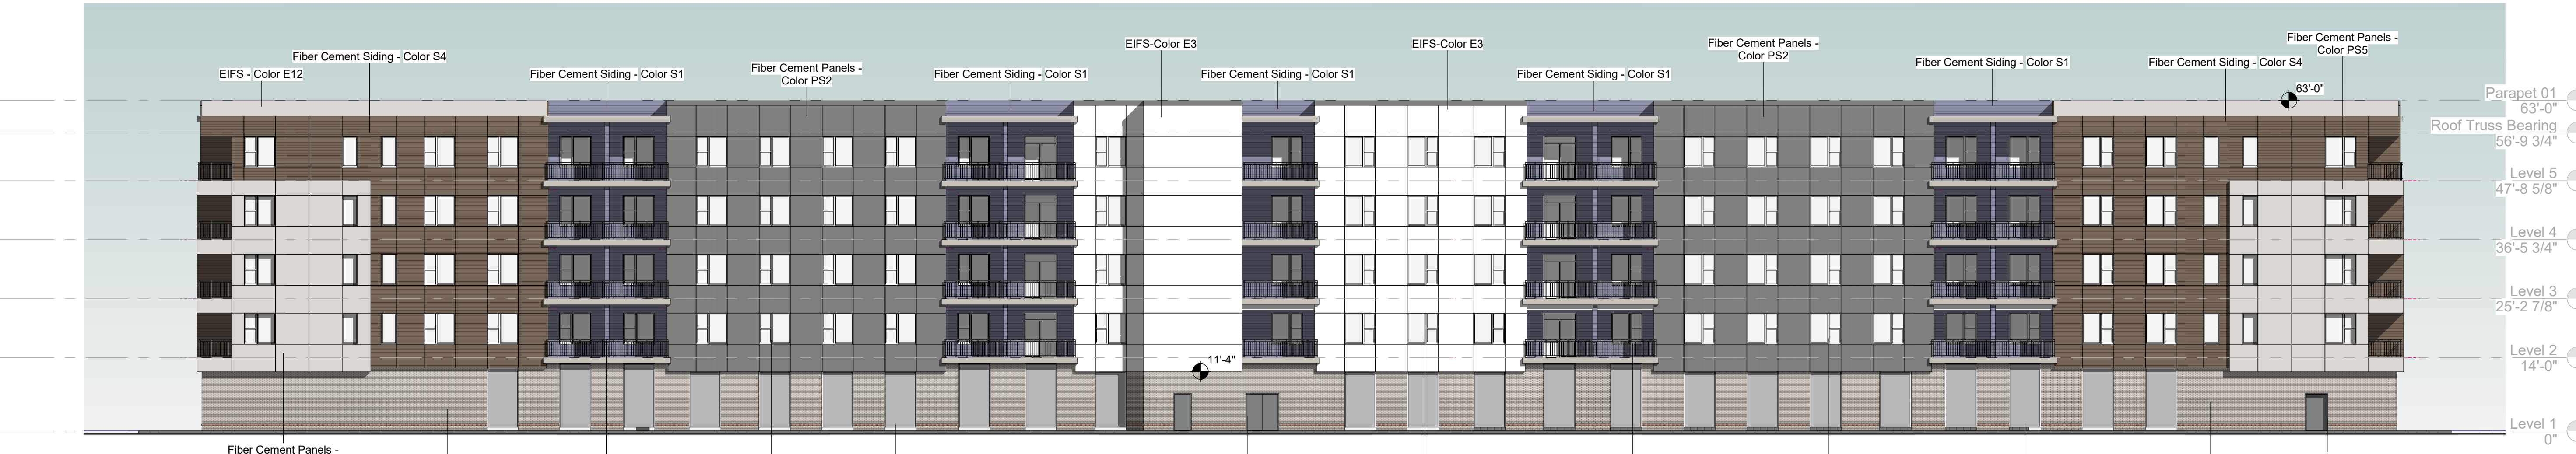 Fiber Cement Panels -
Color PS5
EIFS-Color E3
EIFS-Color E3
Fiber Cement Panels -
Color PS2
Fiber Cement Siding - Color S4
Fiber Cement Siding - Color S1
Fiber Cement Siding - Color S4
Fiber Cement Panels -
Color PS2
EIFS - Color E12
Fiber Cement Siding - Color S1
Fiber Cement Siding - Color S1
Fiber Cement Siding - Color S1
Fiber Cement Siding - Color S1
63'-0"
Parapet 01
63'-0"
Roof Truss Bearing
56'-9 3/4"
Level 5
47'-8 5/8"
Level 4
36'-5 3/4"
Level 3
25'-2 7/8"
11'-4"
Level 2
14'-0"
Level 1
0"
Fiber Cement Panels -